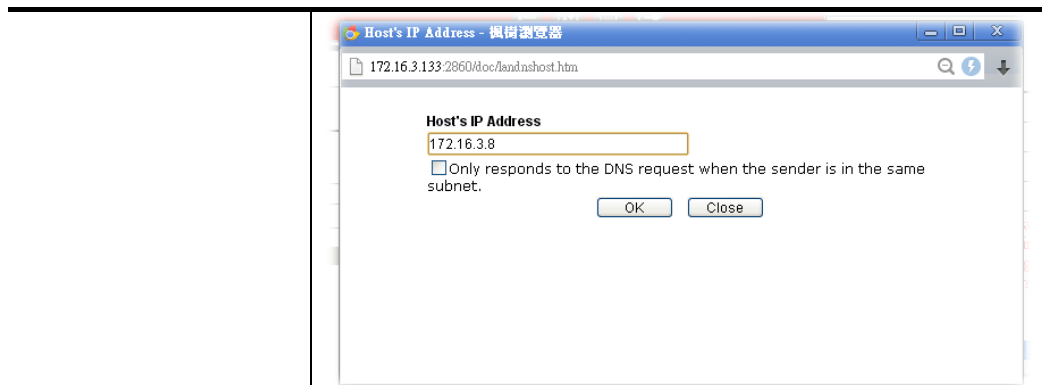 Host's IP Address - 楓樹瀏覽器
172.16.3.133:2860/doc/landnshost.htm
Host's IP Address
172.16.3.8
Only responds to the DNS request when the sender is in the same
subnet.
OK Close